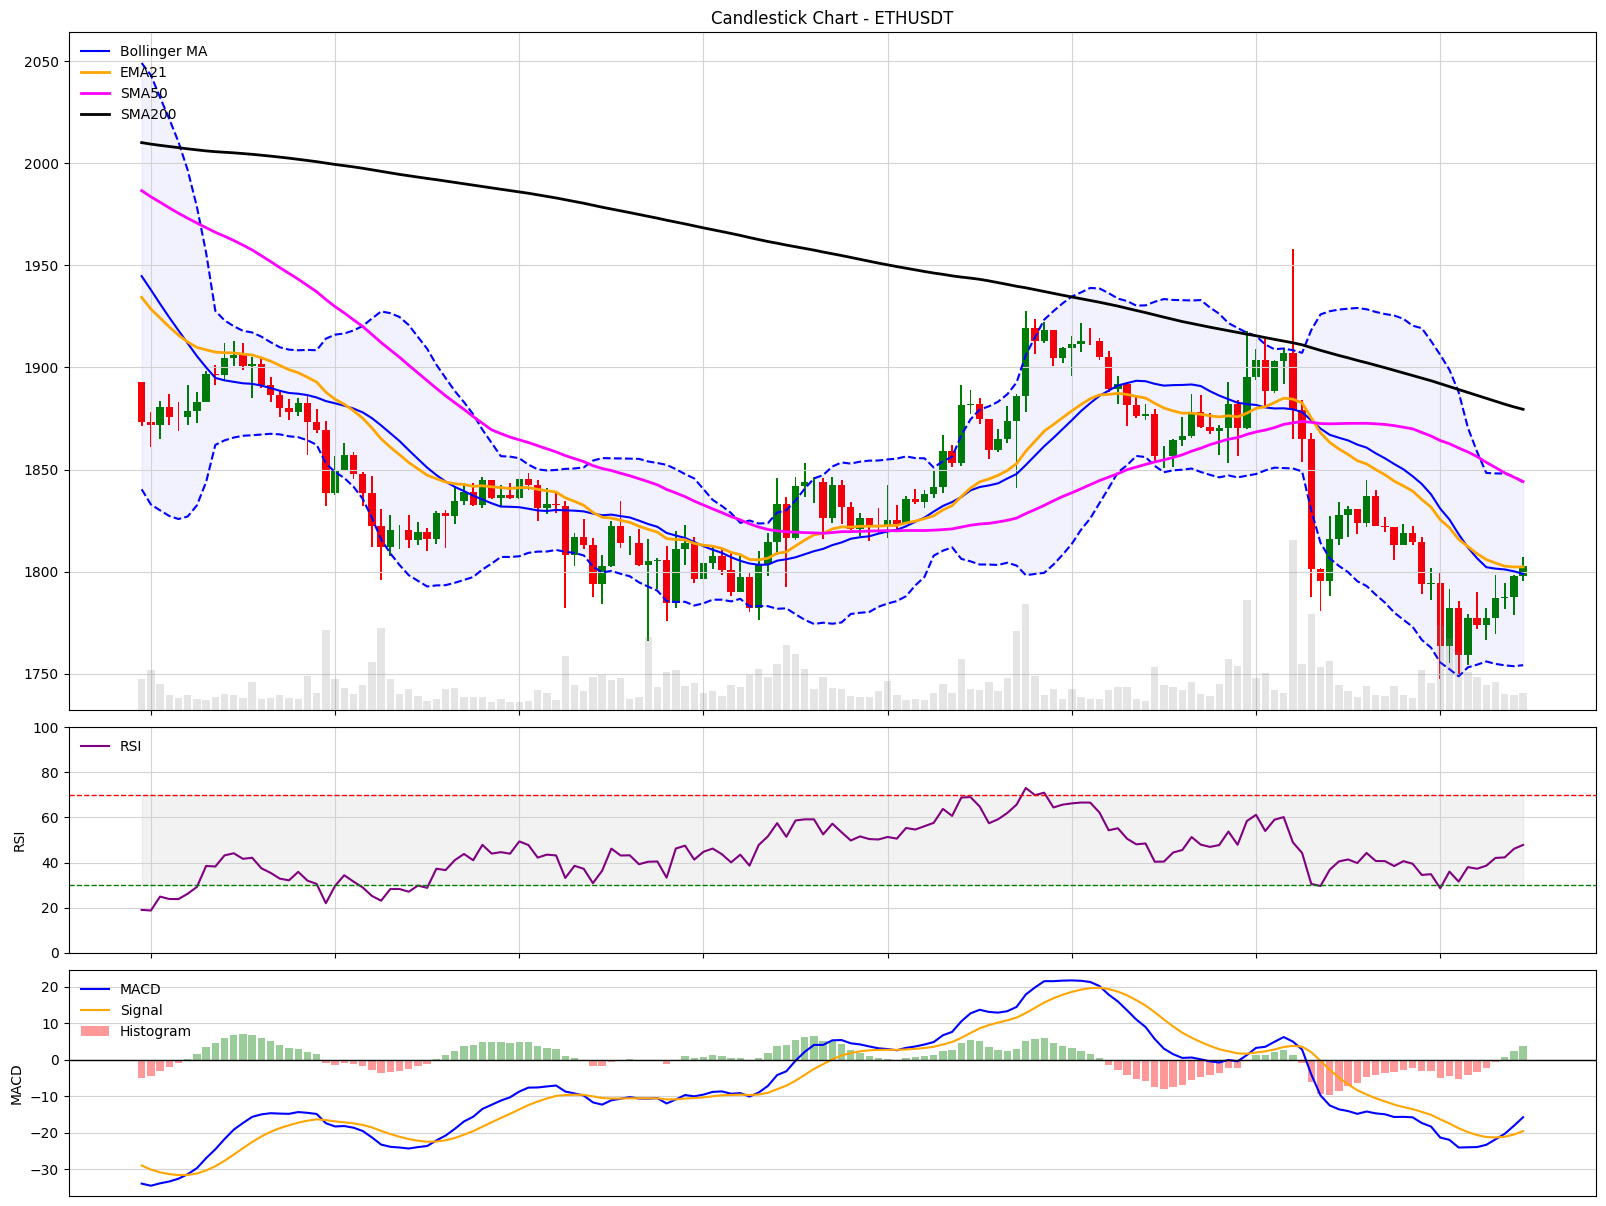 Candlestick Chart - ETHUSDT
Bollinger MA
EMA21
SMA50
SMA200
2050
2000
1950
1900
1850
1800
1750
RSI
100
80
60
40
20
0
RSI
MACD
Signal
Histogram
20
10
0
−10
−20
−30
MACD